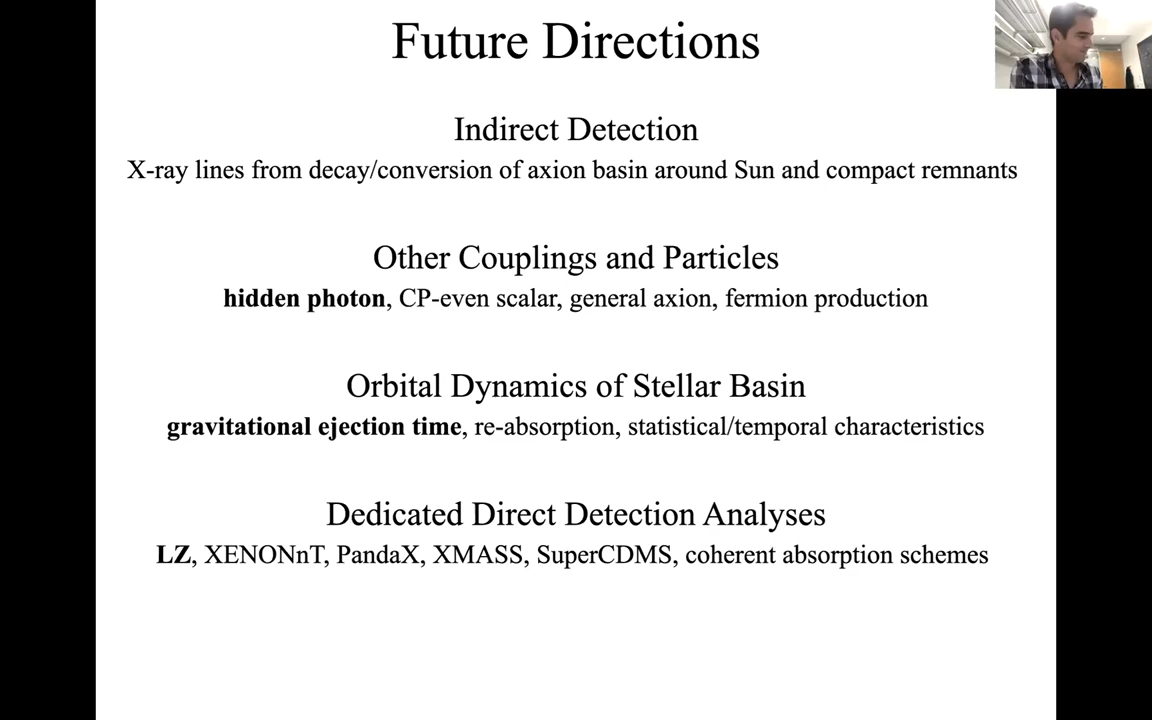 Future Directions
Indirect Detection
X-ray lines from decay/conversion of axion basin around Sun and compact remnants
Other Couplings and Particles
hidden photon, CP-even scalar, general axion, fermion production
Orbital Dynamics of Stellar Basin
gravitational ejection time, re-absorption, statistical/temporal characteristics
Dedicated Direct Detection Analyses
LZ, XENONnT, PandaX, XMASS, SuperCDMS, coherent absorption schemes